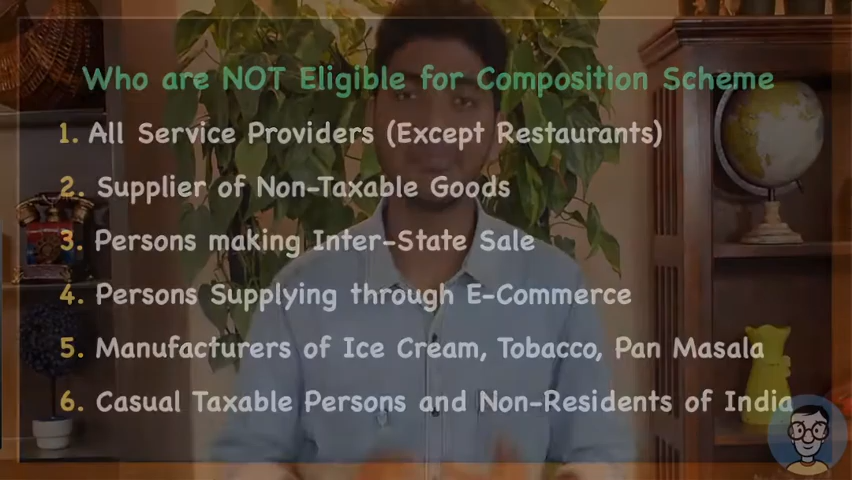 Who are NOT Eligible for Composition Scheme
1. All Service Providers (Except Restaurants)
2. Supplier of Non-Taxable Goods
3. Persons making Inter-State Sale
4. Persons Supplying through E-Commerce
5. Manufacturers of Ice Cream, Tobacco, Pan Masala
6. Casual Taxable Persons and Non-Residents of India